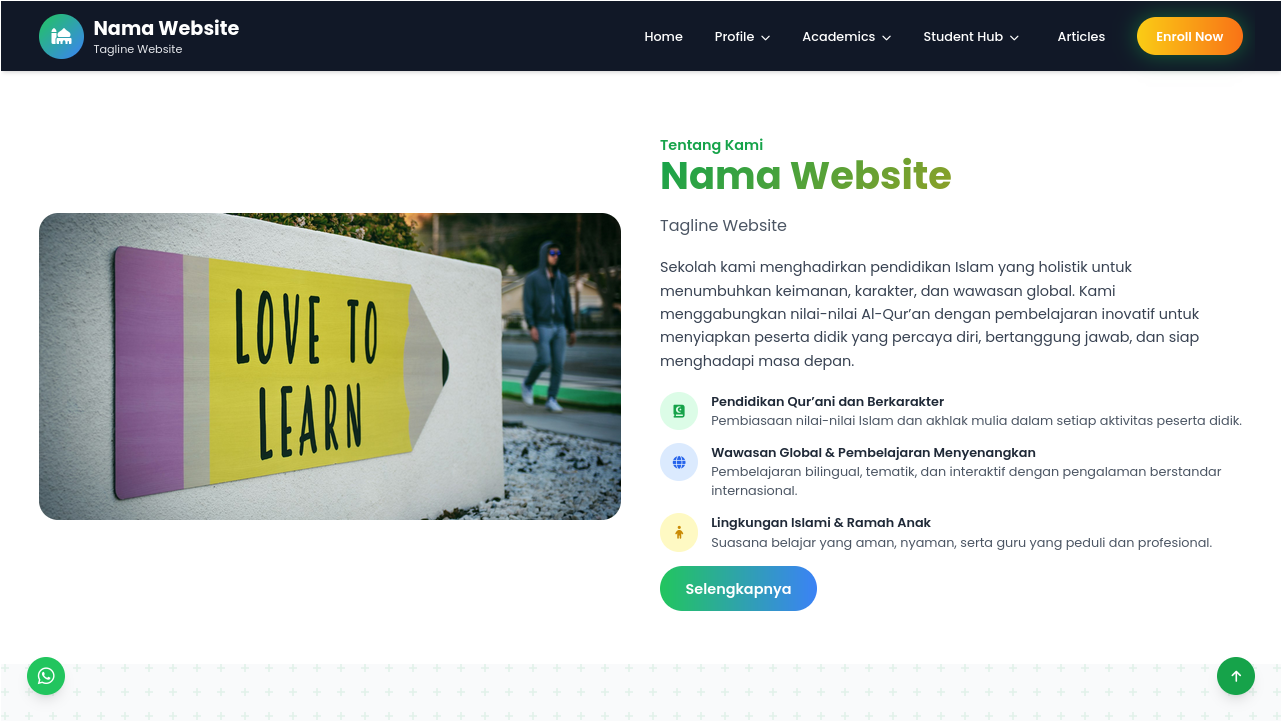 Nama Website
Tagline Website
Home
Profile
Academics
Student Hub
Articles
Enroll Now
LOVE TO
LEARN
Tentang Kami
Nama Website
Tagline Website
Sekolah kami menghadirkan pendidikan Islam yang holistik untuk
menumbuhkan keimanan, karakter, dan wawasan global. Kami
menggabungkan nilai-nilai Al-Qur’an dengan pembelajaran inovatif untuk
menyiapkan peserta didik yang percaya diri, bertanggung jawab, dan siap
menghadapi masa depan.
Pendidikan Qur’ani dan Berkarakter
Pembiasaan nilai-nilai Islam dan akhlak mulia dalam setiap aktivitas peserta didik.
Wawasan Global & Pembelajaran Menyenangkan
Pembelajaran bilingual, tematik, dan interaktif dengan pengalaman berstandar
internasional.
Lingkungan Islami & Ramah Anak
Suasana belajar yang aman, nyaman, serta guru yang peduli dan profesional.
Selengkapnya